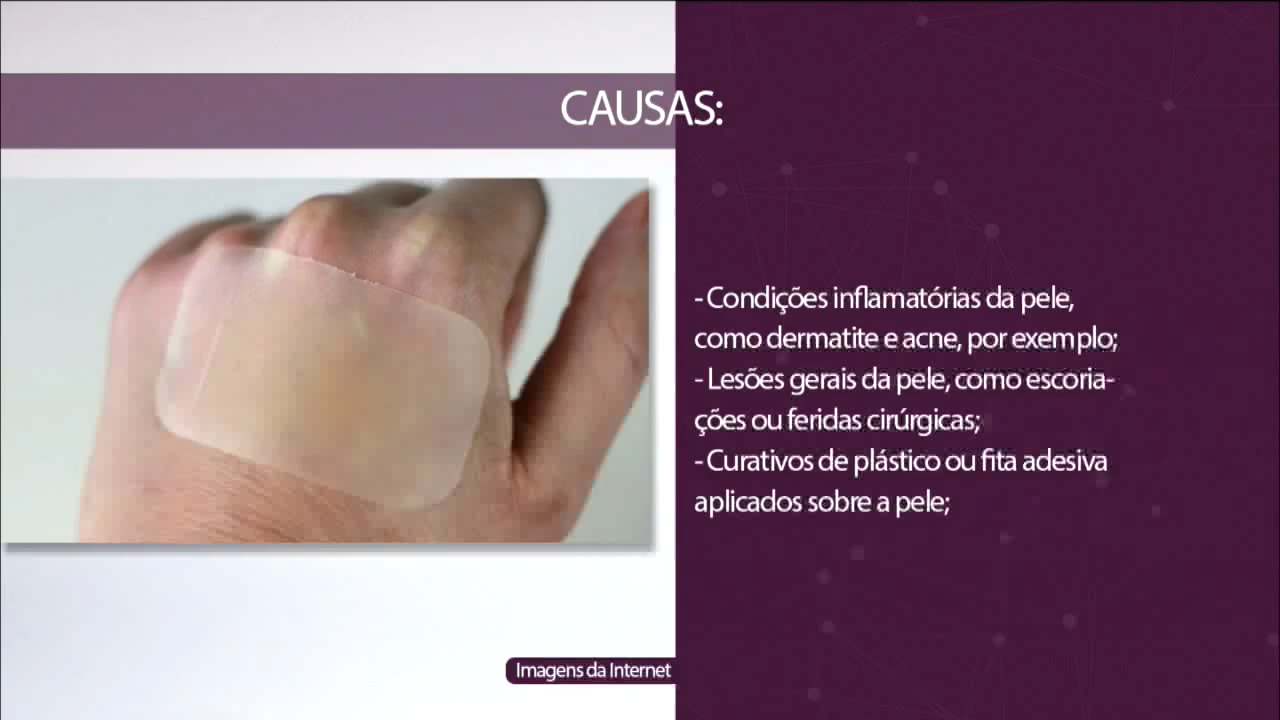 CAUSAS:
- Condições inflamatórias da pele,
como dermatite e acne, por exemplo;
- Lesões gerais da pele, como escoria-
ções ou feridas cirúrgicas;
- Curativos de plástico ou fita adesiva
aplicados sobre a pele;
Imagens da Internet